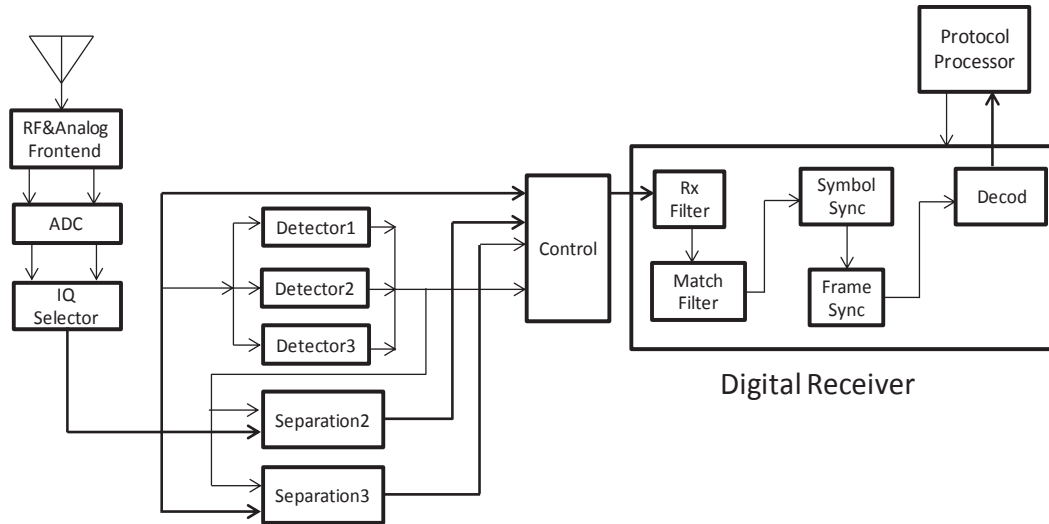 Protocol
Processor
RF&Analog
Frontend
ADC
IQ
Selector
Detector1
Detector2
Detector3
Separation2
Separation3
Control
Rx
Filter
Match
Filter
Symbol
Sync
Frame
Sync
Decod
Digital Receiver